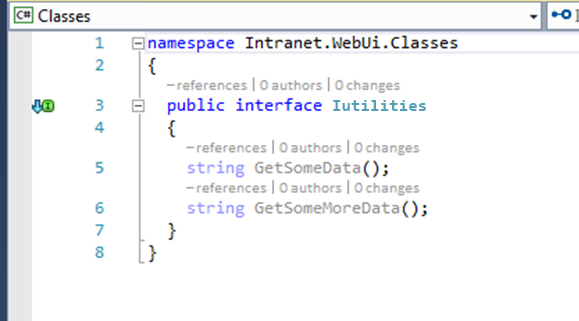 C# Classes
1 namespace Intranet.WebUi.Classes
2 {
–references | 0 authors | 0 changes
3 public interface Iutilities
4 {
–references | 0 authors | 0 changes
5 string GetSomeData();
–references | 0 authors | 0 changes
6 string GetSomeMoreData();
7 }
8 }